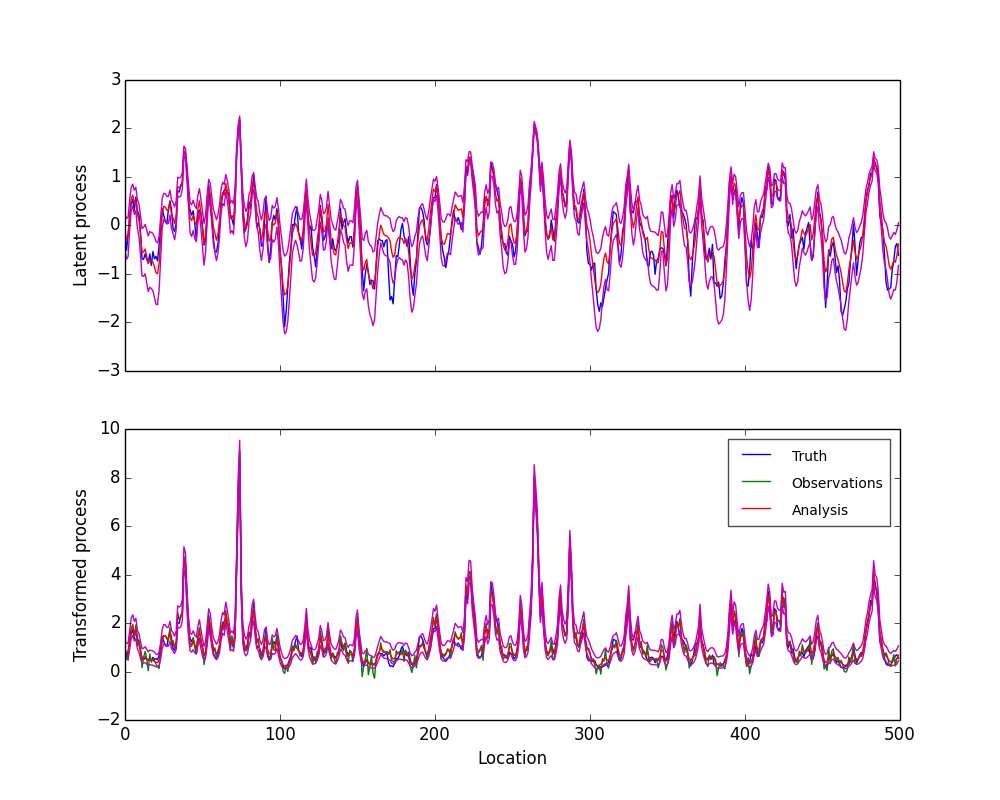 3
2
1
0
−1
−2
−3
Latent process
10
8
6
4
2
0
−2
Transformed process
Truth
Observations
Analysis
0 100 200 300 400 500
Location